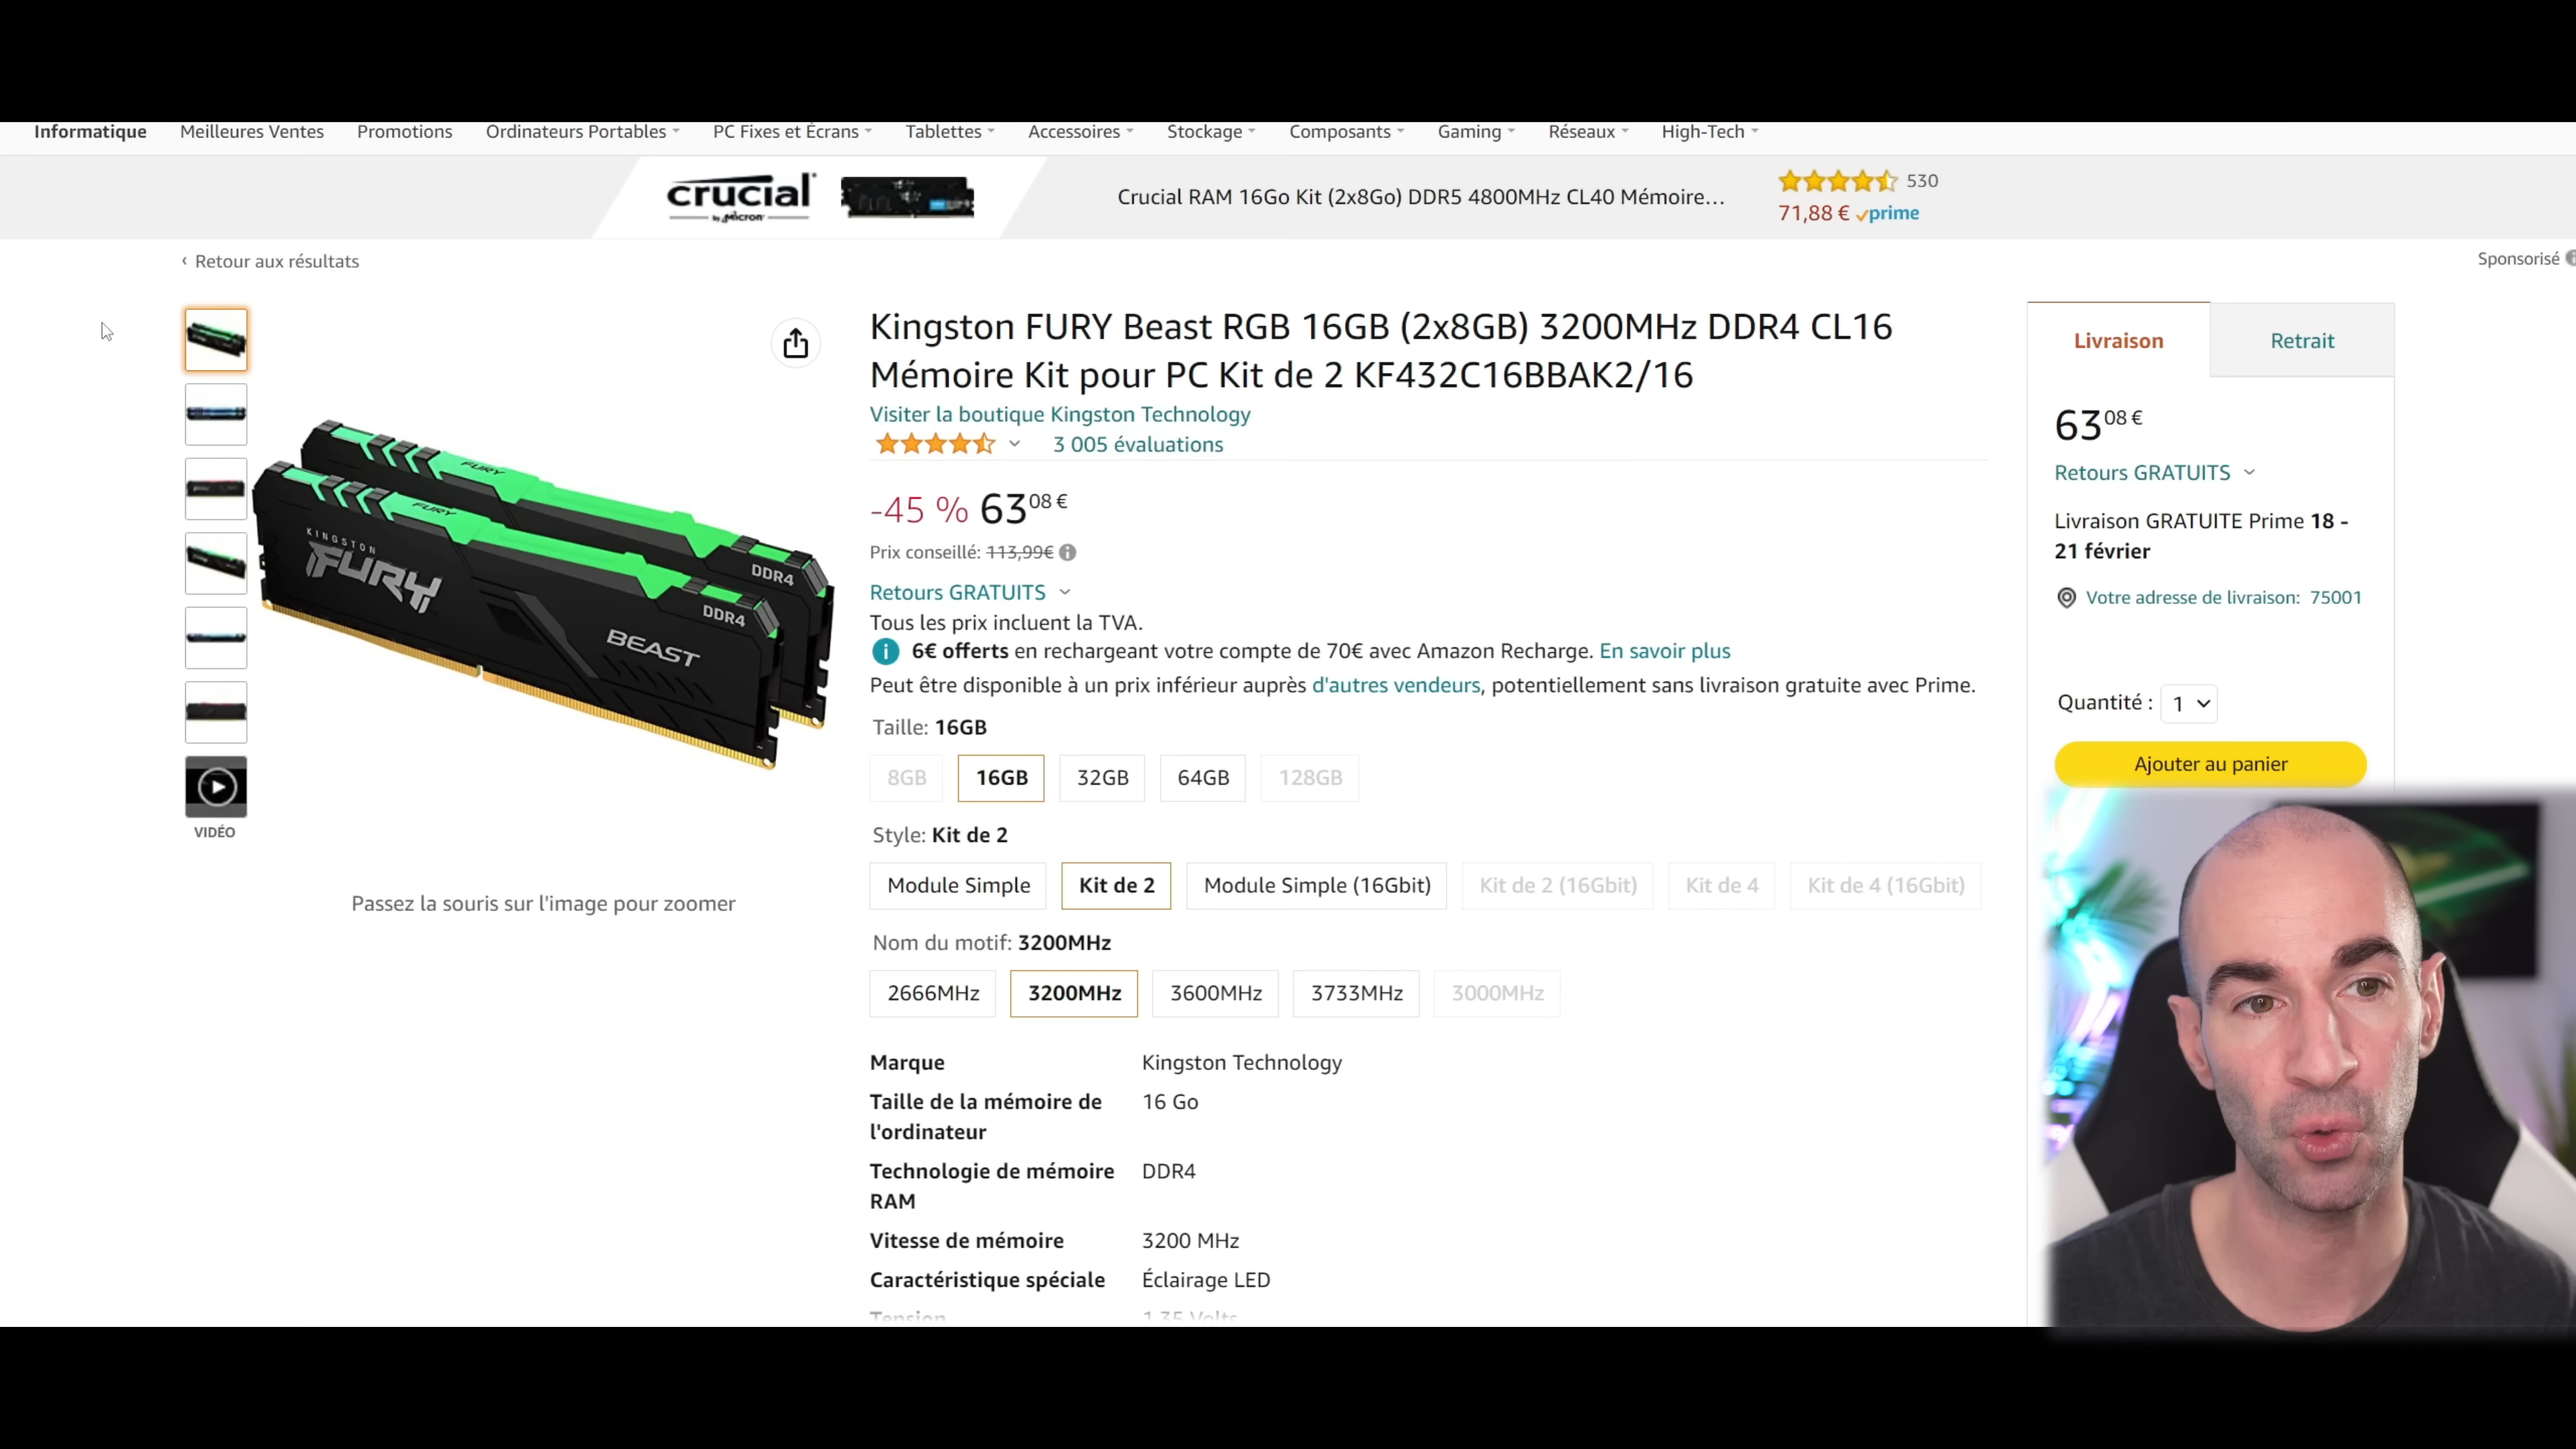 Informatique Meilleures Ventes Promotions Ordinateurs Portables PC Fixes et Écrans Tablettes Accessoires Stockage Composants Gaming Réseaux High-Tech
crucial
by Micron
Crucial RAM 16Go Kit (2x8Go) DDR5 4800MHz CL40 Mémoire…
530
71,88 € prime
‹ Retour aux résultats
Sponsorisé
Kingston FURY Beast RGB 16GB (2x8GB) 3200MHz DDR4 CL16
Mémoire Kit pour PC Kit de 2 KF432C16BBAK2/16
Visiter la boutique Kingston Technology
3 005 évaluations
-45 % 63,08 €
Prix conseillé: 113,99€
Retours GRATUITS
Tous les prix incluent la TVA.
6€ offerts en rechargeant votre compte de 70€ avec Amazon Recharge. En savoir plus
Peut être disponible à un prix inférieur auprès d'autres vendeurs, potentiellement sans livraison gratuite avec Prime.
Taille: 16GB
8GB 16GB 32GB 64GB 128GB
Style: Kit de 2
Module Simple Kit de 2 Module Simple (16Gbit) Kit de 2 (16Gbit) Kit de 4 Kit de 4 (16Gbit)
Nom du motif: 3200MHz
2666MHz 3200MHz 3600MHz 3733MHz 3000MHz
Marque Kingston Technology
Taille de la mémoire de 16 Go
l'ordinateur
Technologie de mémoire DDR4
RAM
Vitesse de mémoire 3200 MHz
Caractéristique spéciale Éclairage LED
Tension 1.35 Volts
FURY
FURY
KINGSTON
FURY
DDR4
DDR4
BEAST
VIDÉO
Passez la souris sur l'image pour zoomer
Livraison Retrait
63 08 €
Retours GRATUITS
Livraison GRATUITE Prime 18 -
21 février
Votre adresse de livraison: 75001
Quantité : 1
Ajouter au panier